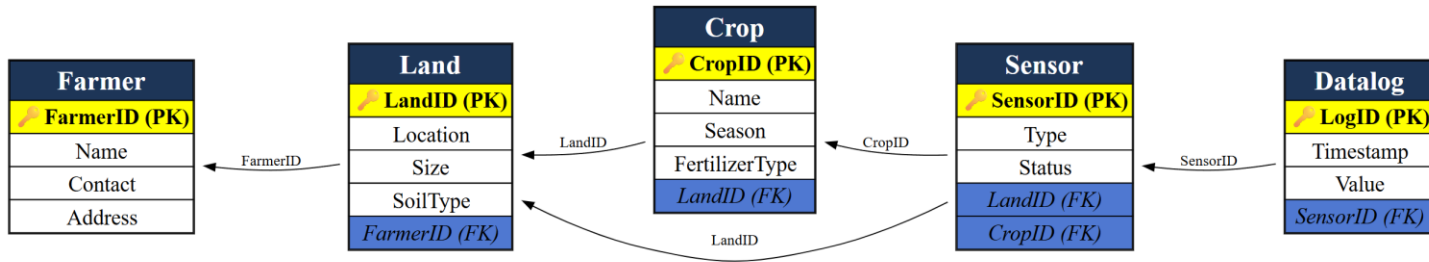 Farmer
FarmerID (PK)
Name
Contact
Address
FarmerID
Land
LandID (PK)
Location
Size
SoilType
FarmerID (FK)
LandID
LandID
Crop
CropID (PK)
Name
Season
FertilizerType
LandID (FK)
CropID
Sensor
SensorID (PK)
Type
Status
LandID (FK)
CropID (FK)
SensorID
Datalog
LogID (PK)
Timestamp
Value
SensorID (FK)